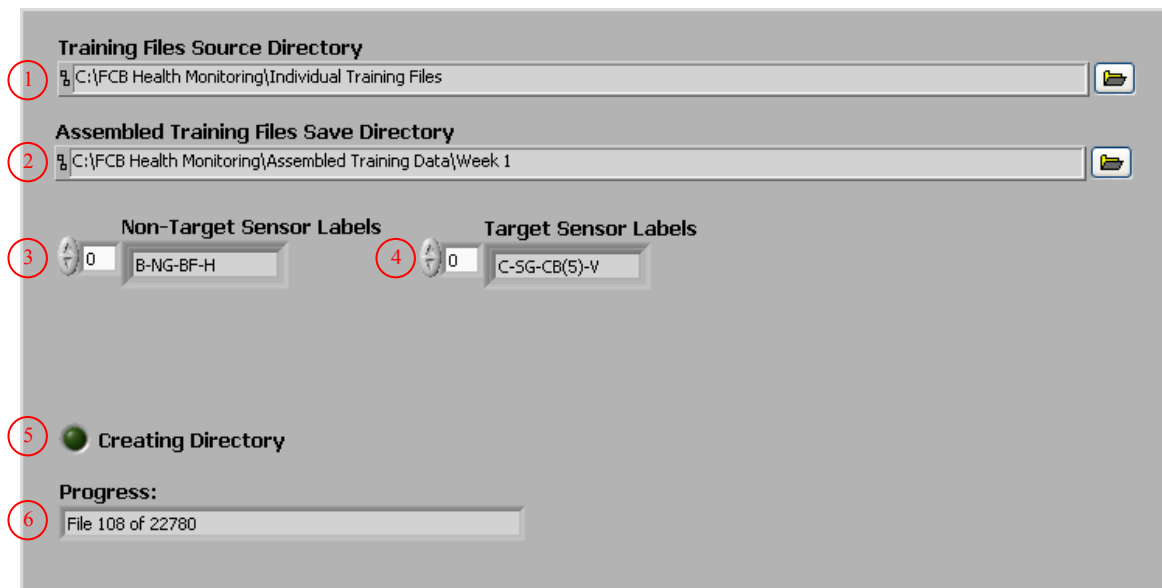 Training Files Source Directory
1 C:\FCB Health Monitoring\Individual Training Files
Assembled Training Files Save Directory
2 C:\FCB Health Monitoring\Assembled Training Data\Week 1
Non-Target Sensor Labels Target Sensor Labels
3 0 B-NG-BF-H 4 0 C-SG-CB(5)-V
5 Creating Directory
Progress:
6 File 108 of 22780